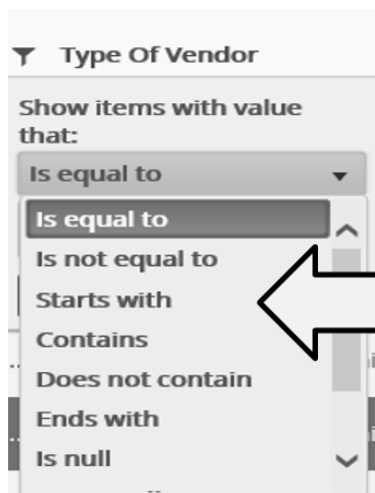 Type Of Vendor
Show items with value
that:
Is equal to
Is equal to
Is not equal to
Starts with
Contains
Does not contain
Ends with
Is null